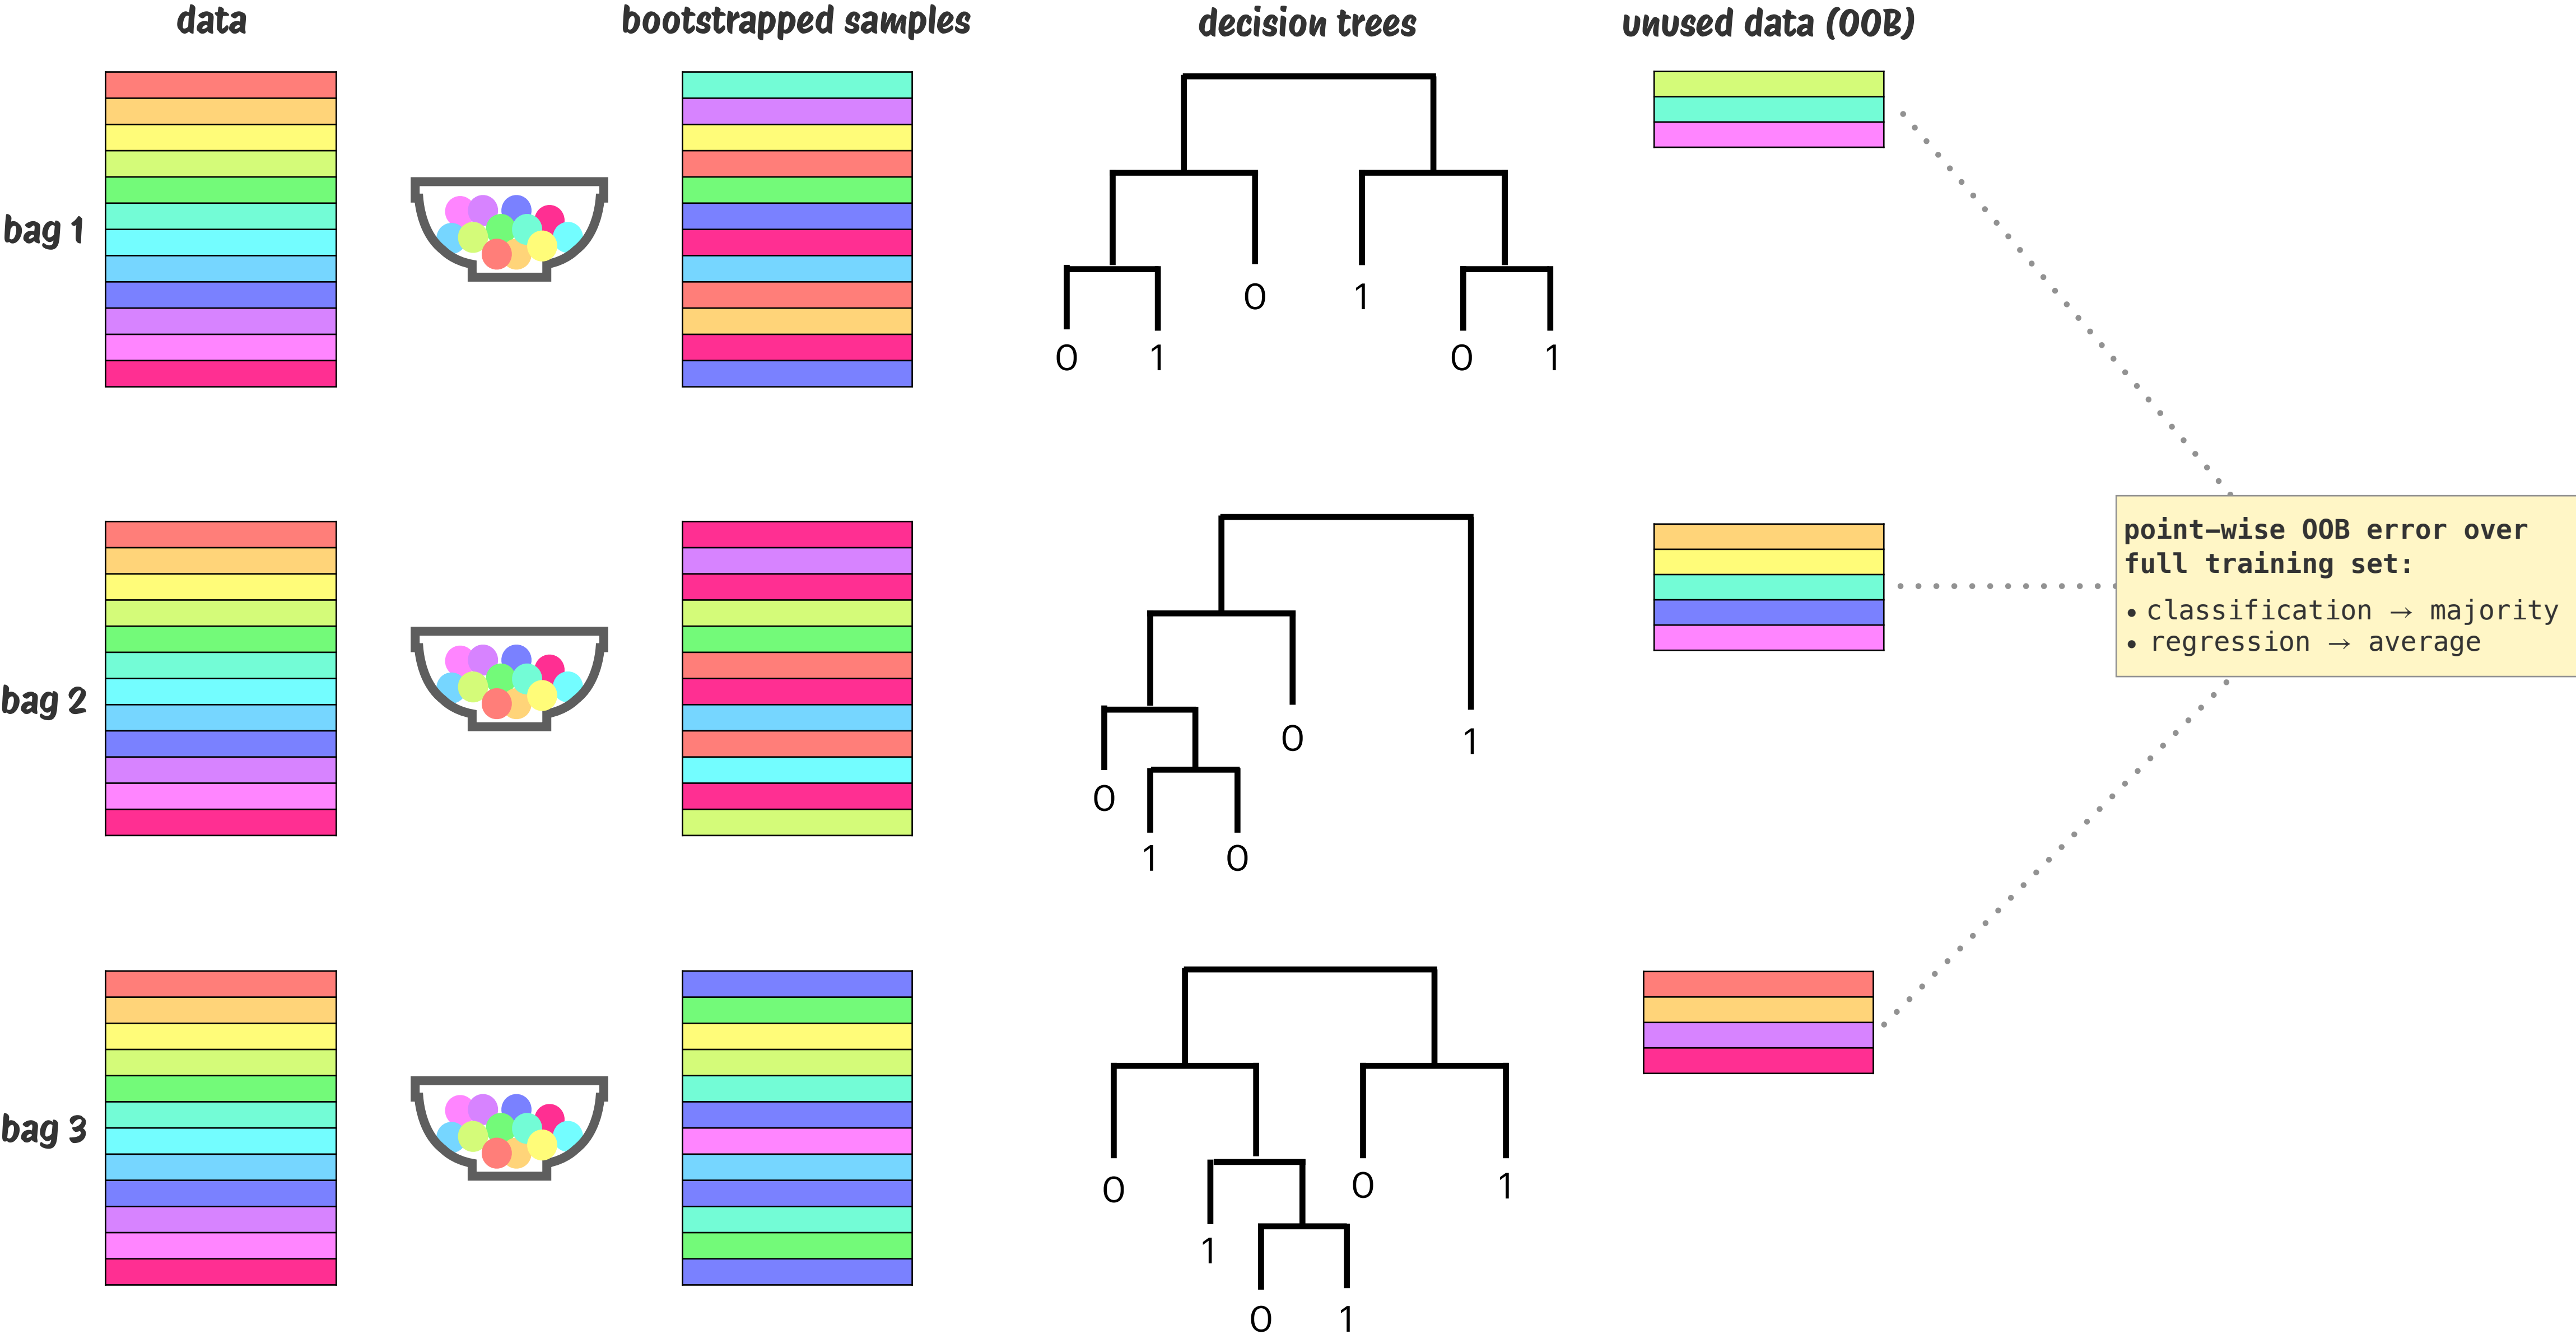 data
bootstrapped samples
decision trees
unused data (OOB)
bag 1
0
1
0
1
0
1
bag 2
0
1
0
1
0
point-wise OOB error over
full training set:
• classification → majority
• regression → average
bag 3
0
0
1
1
0
1